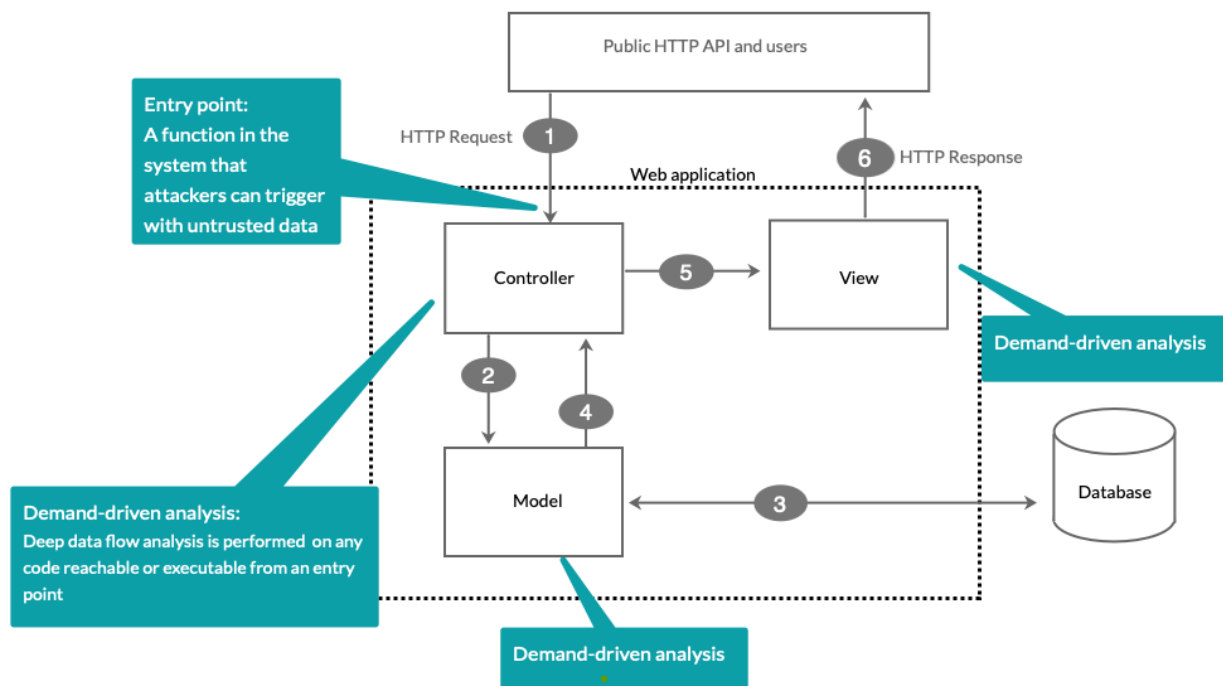 Public HTTP API and users
Entry point:
A function in the
system that
attackers can trigger
with untrusted data
HTTP Request
1
6
HTTP Response
Web application
Controller
5
View
Demand-driven analysis
2
4
Demand-driven analysis:
Deep data flow analysis is performed on any
code reachable or executable from an entry
point
Model
3
Database
Demand-driven analysis